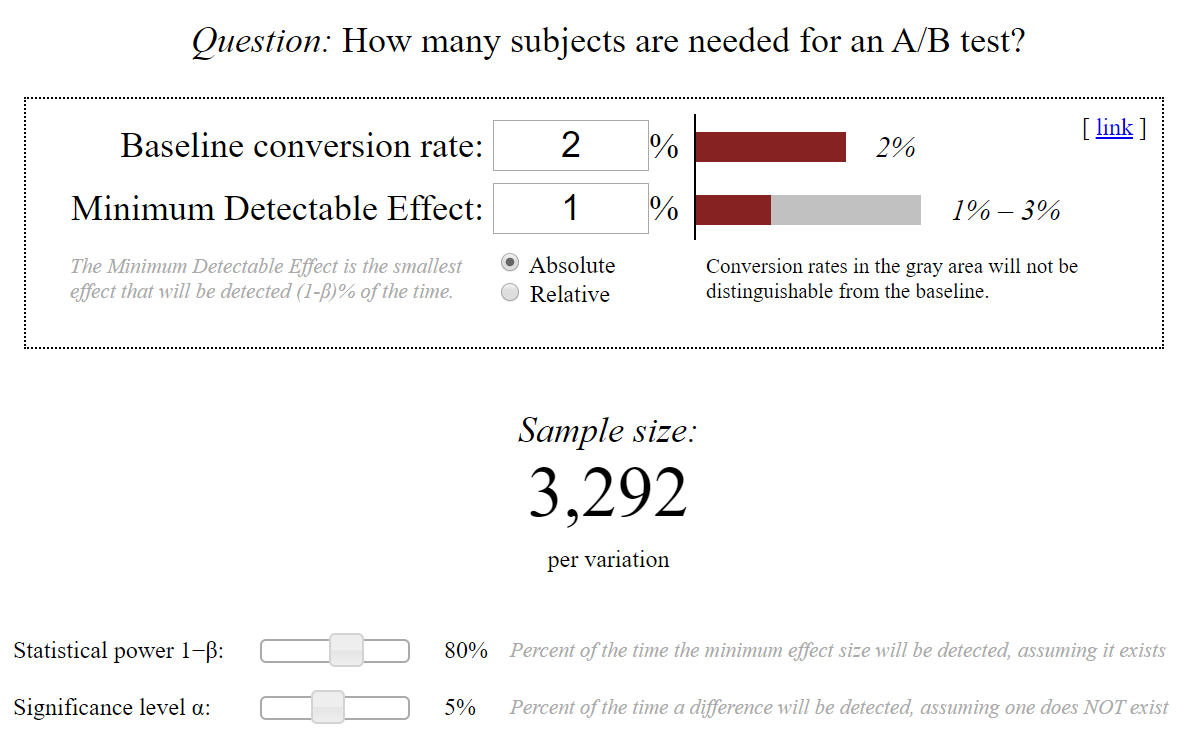 Question: How many subjects are needed for an A/B test?
[ link ]
Baseline conversion rate: 2 % 2%
Minimum Detectable Effect: 1 % 1% – 3%
The Minimum Detectable Effect is the smallest
effect that will be detected (1-β)% of the time.
Absolute
Relative
Conversion rates in the gray area will not be
distinguishable from the baseline.
Sample size:
3,292
per variation
Statistical power 1−β: 80% Percent of the time the minimum effect size will be detected, assuming it exists
Significance level α: 5% Percent of the time a difference will be detected, assuming one does NOT exist